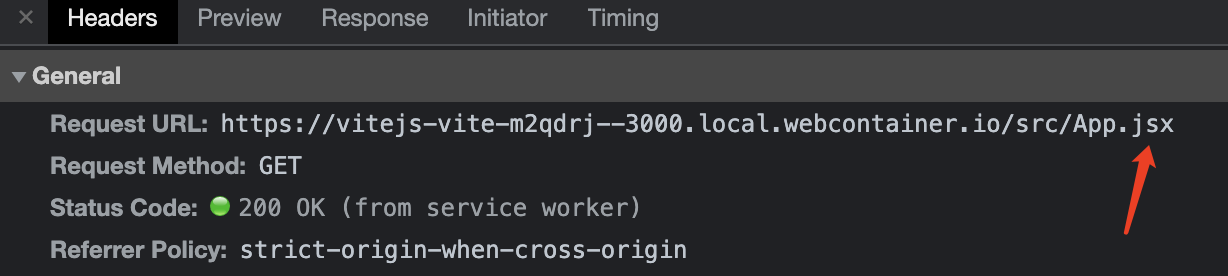 × Headers Preview Response Initiator Timing
▼ General
Request URL: https://vitejs-vite-m2qdrj--3000.local.webcontainer.io/src/App.jsx
Request Method: GET
Status Code: 200 OK (from service worker)
Referrer Policy: strict-origin-when-cross-origin